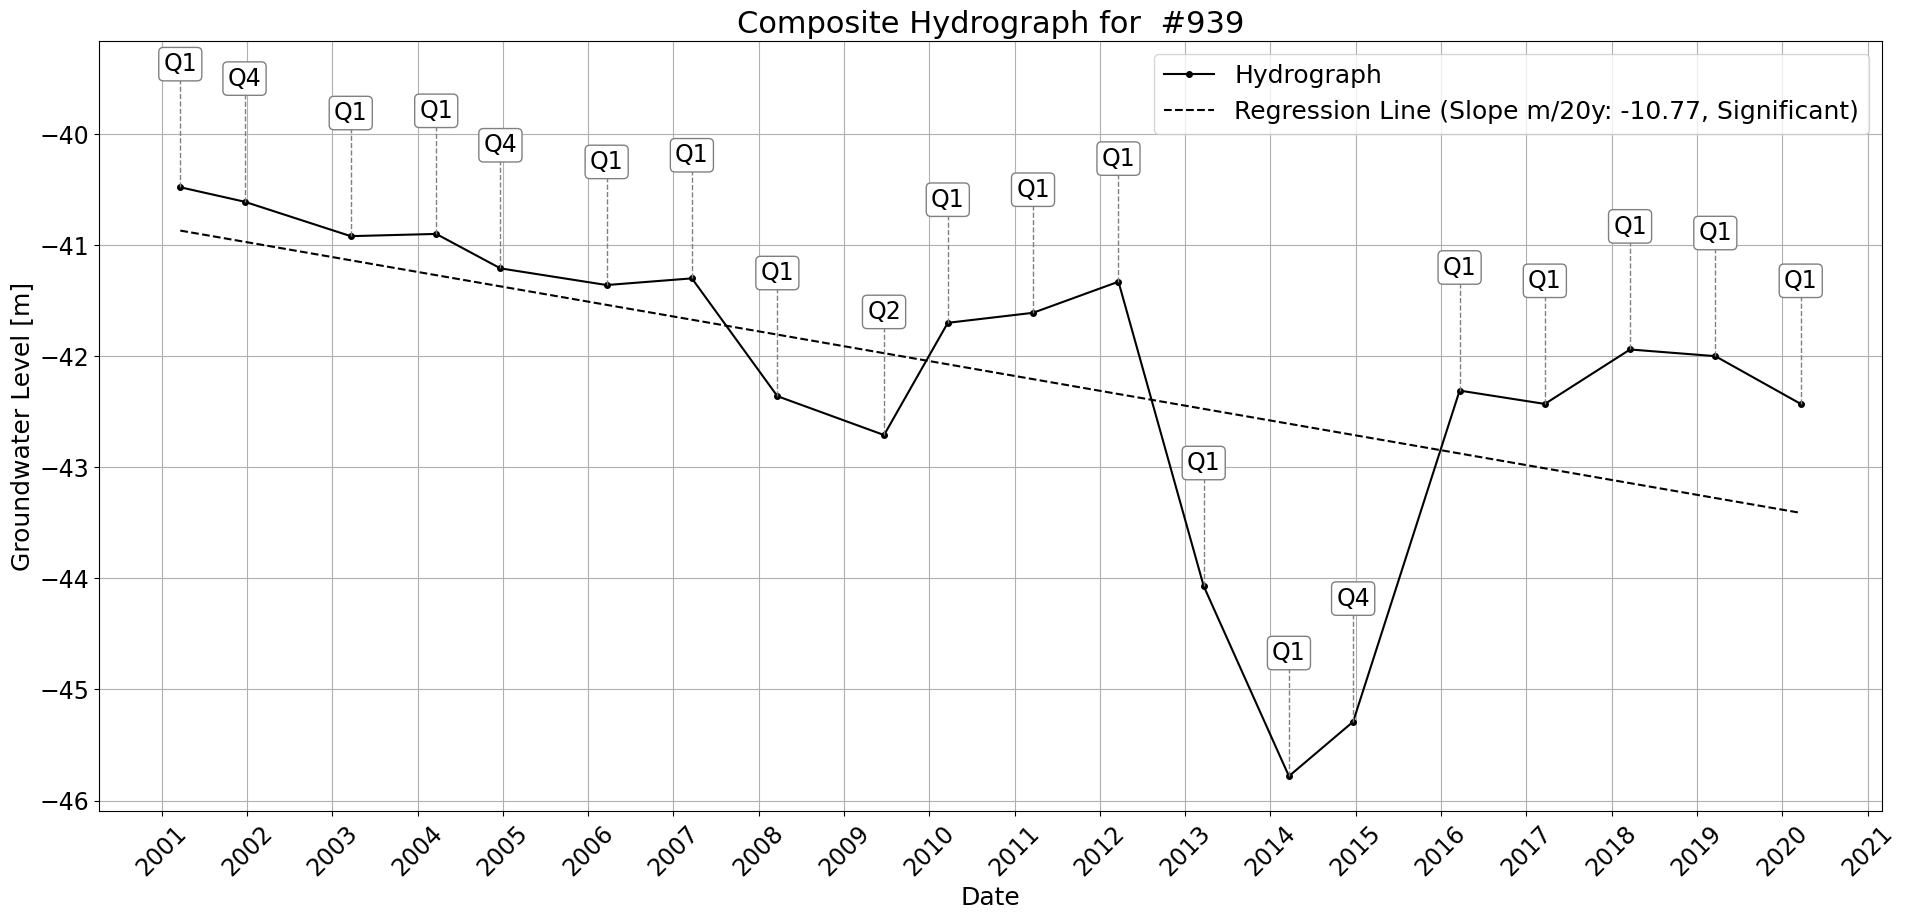 Composite Hydrograph for  #939
Hydrograph
Regression Line (Slope m/20y: -10.77, Significant)
Q1
Q4
Q1
Q1
Q4
Q1
Q1
Q1
Q2
Q1
Q1
Q1
Q1
Q1
Q4
Q1
Q1
Q1
Q1
Q1
Groundwater Level [m]
−40
−41
−42
−43
−44
−45
−46
2001
2002
2003
2004
2005
2006
2007
2008
2009
2010
2011
2012
2013
2014
2015
2016
2017
2018
2019
2020
2021
Date